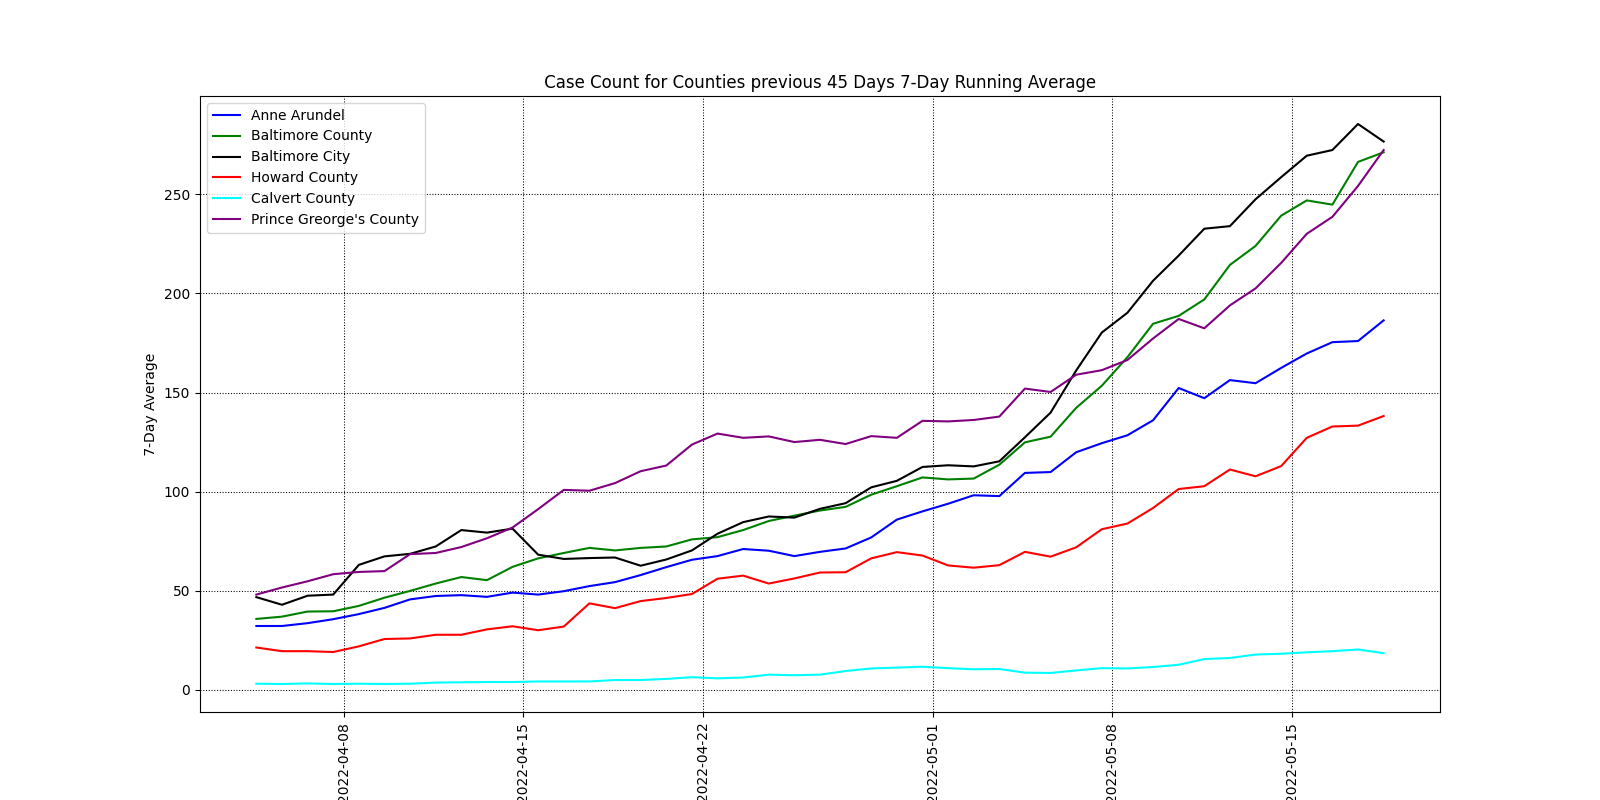 Case Count for Counties previous 45 Days 7-Day Running Average
Anne Arundel
Baltimore County
Baltimore City
Howard County
Calvert County
Prince Greorge's County
7-Day Average
250
200
150
100
50
0
2022-04-08
2022-04-15
2022-04-22
2022-05-01
2022-05-08
2022-05-15